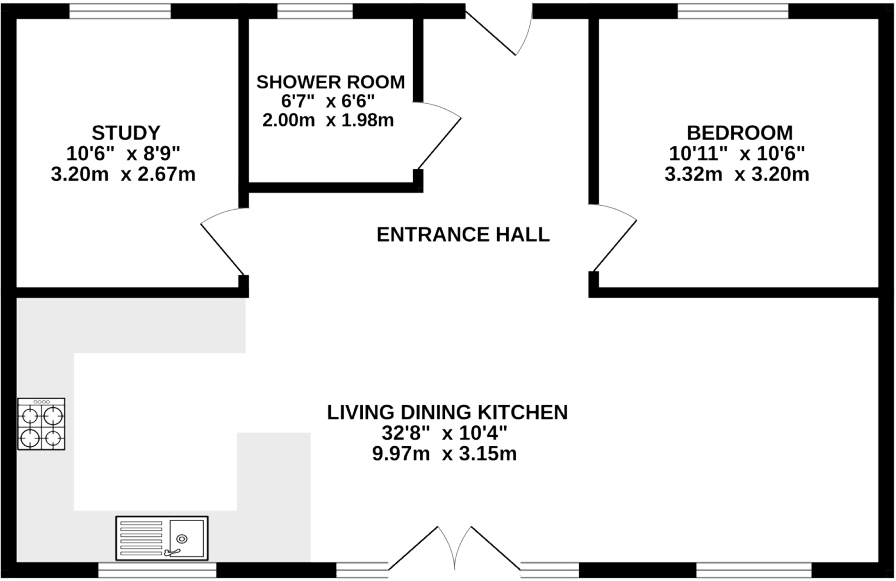 SHOWER ROOM
6'7" x 6'6"
2.00m x 1.98m
STUDY
10'6" x 8'9"
3.20m x 2.67m
BEDROOM
10'11" x 10'6"
3.32m x 3.20m
ENTRANCE HALL
LIVING DINING KITCHEN
32'8" x 10'4"
9.97m x 3.15m